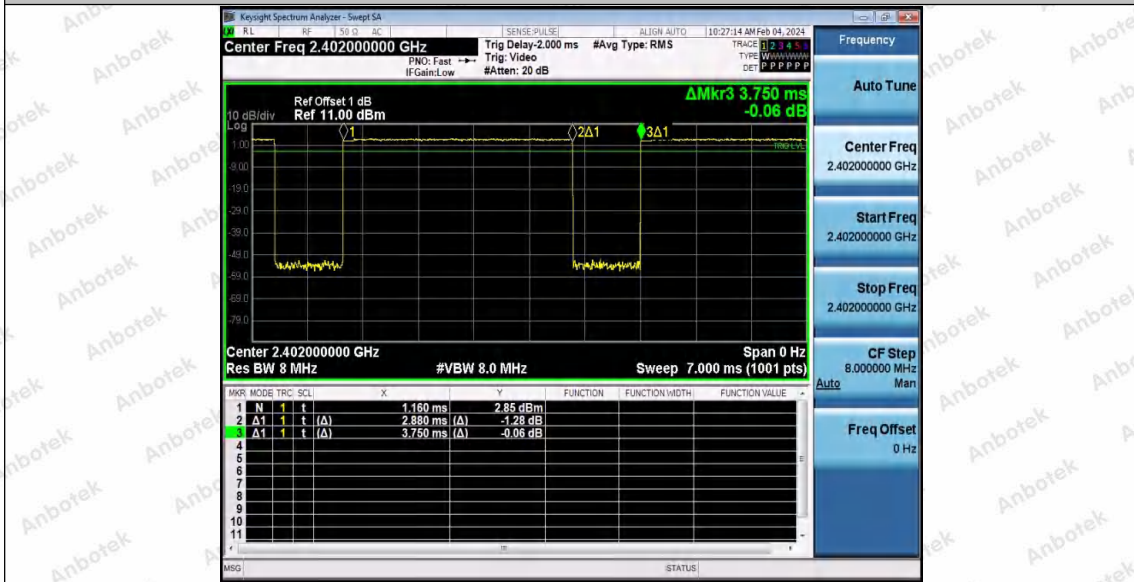 Keysight Spectrum Analyzer - Swept SA
RL RF 50 Ω AC SENSE:PULSE ALIGN AUTO 10:27:14 AM Feb 04, 2024
Center Freq 2.402000000 GHz
PNO: Fast
IFGain:Low
Trig Delay-2.000 ms
Trig: Video
#Atten: 20 dB
#Avg Type: RMS
TRACE 1 2 3 4 5 6
TYPE W
DET P P P P P P
Frequency
Auto Tune
Center Freq
2.402000000 GHz
Start Freq
2.402000000 GHz
Stop Freq
2.402000000 GHz
CF Step
8.000000 MHz
Auto Man
Freq Offset
0 Hz
ΔMkr3 3.750 ms
-0.06 dB
Ref Offset 1 dB
10 dB/div Ref 11.00 dBm
Log
1 2Δ1 3Δ1
TRIG LVL
1.00
-9.00
-19.0
-29.0
-39.0
-49.0
-59.0
-69.0
-79.0
Center 2.402000000 GHz Span 0 Hz
Res BW 8 MHz #VBW 8.0 MHz Sweep 7.000 ms (1001 pts)
MKR MODE TRC SCL X Y FUNCTION FUNCTION WIDTH FUNCTION VALUE
1 N 1 t 1.160 ms 2.85 dBm
2 Δ1 1 t (Δ) 2.880 ms (Δ) -1.28 dB
3 Δ1 1 t (Δ) 3.750 ms (Δ) -0.06 dB
4
5
6
7
8
9
10
11
MSG STATUS
Anbotek